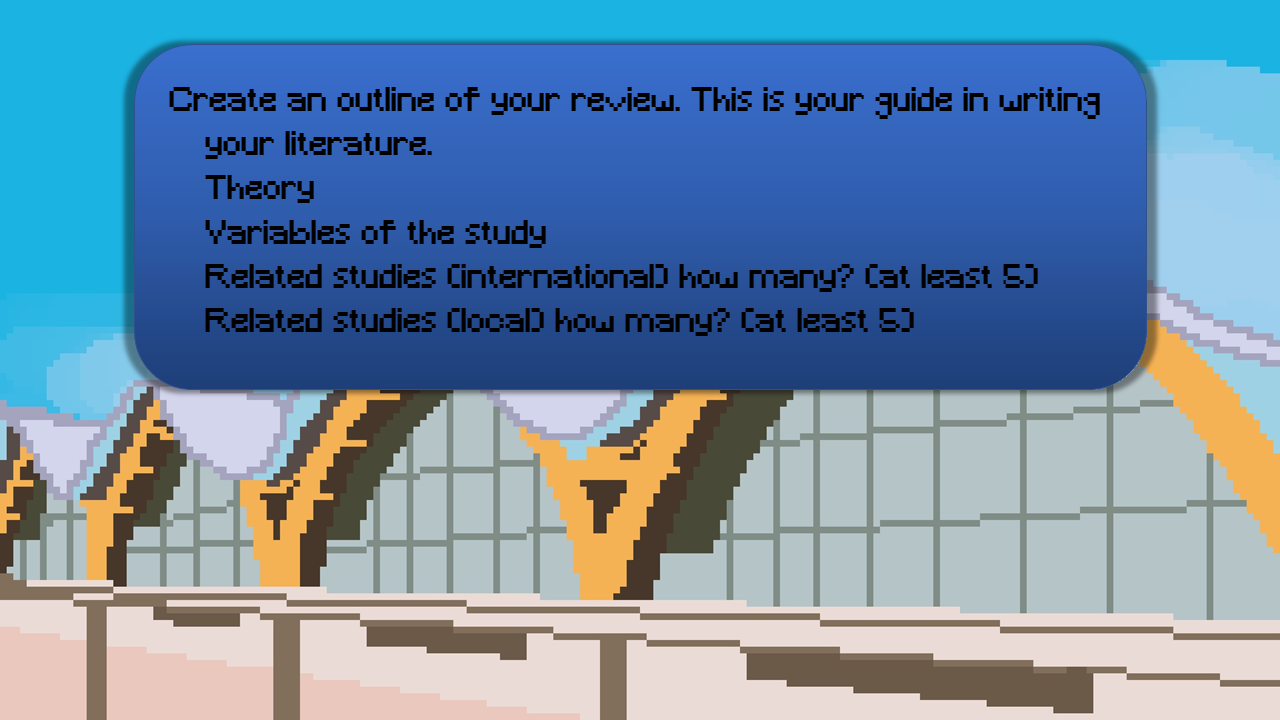 Create an outline of your review. This is your guide in writing
your literature.
Theory
Variables of the study
Related studies (international) how many? (at least 5)
Related studies (local) how many? (at least 5)